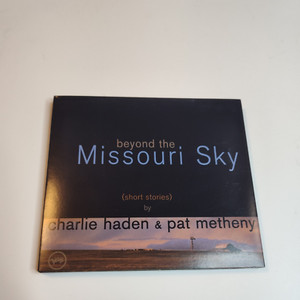 beyond the
Missouri Sky
(short stories)
by
charlie haden & pat metheny